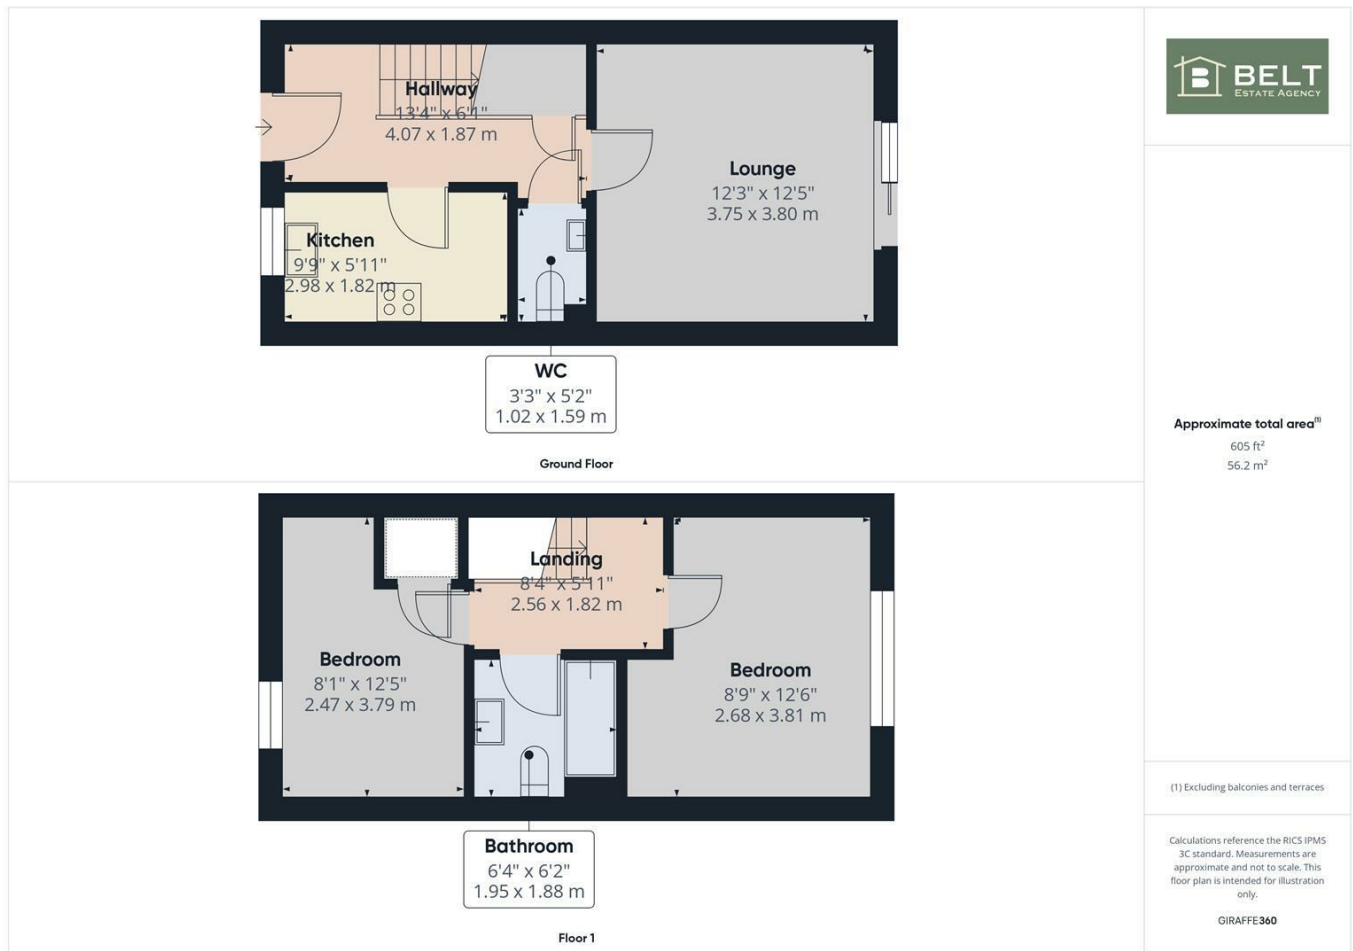 Hallway
13'4" x 6'1"
4.07 x 1.87 m
Lounge
12'3" x 12'5"
3.75 x 3.80 m
Kitchen
9'9" x 5'11"
2.98 x 1.82 m
WC
3'3" x 5'2"
1.02 x 1.59 m
Ground Floor
Landing
8'4" x 5'11"
2.56 x 1.82 m
Bedroom
8'1" x 12'5"
2.47 x 3.79 m
Bedroom
8'9" x 12'6"
2.68 x 3.81 m
Bathroom
6'4" x 6'2"
1.95 x 1.88 m
Floor 1
B BELT
ESTATE AGENCY
Approximate total area⁽¹⁾
605 ft²
56.2 m²
(1) Excluding balconies and terraces
Calculations reference the RICS IPMS
3C standard. Measurements are
approximate and not to scale. This
floor plan is intended for illustration
only.
GIRAFFE360